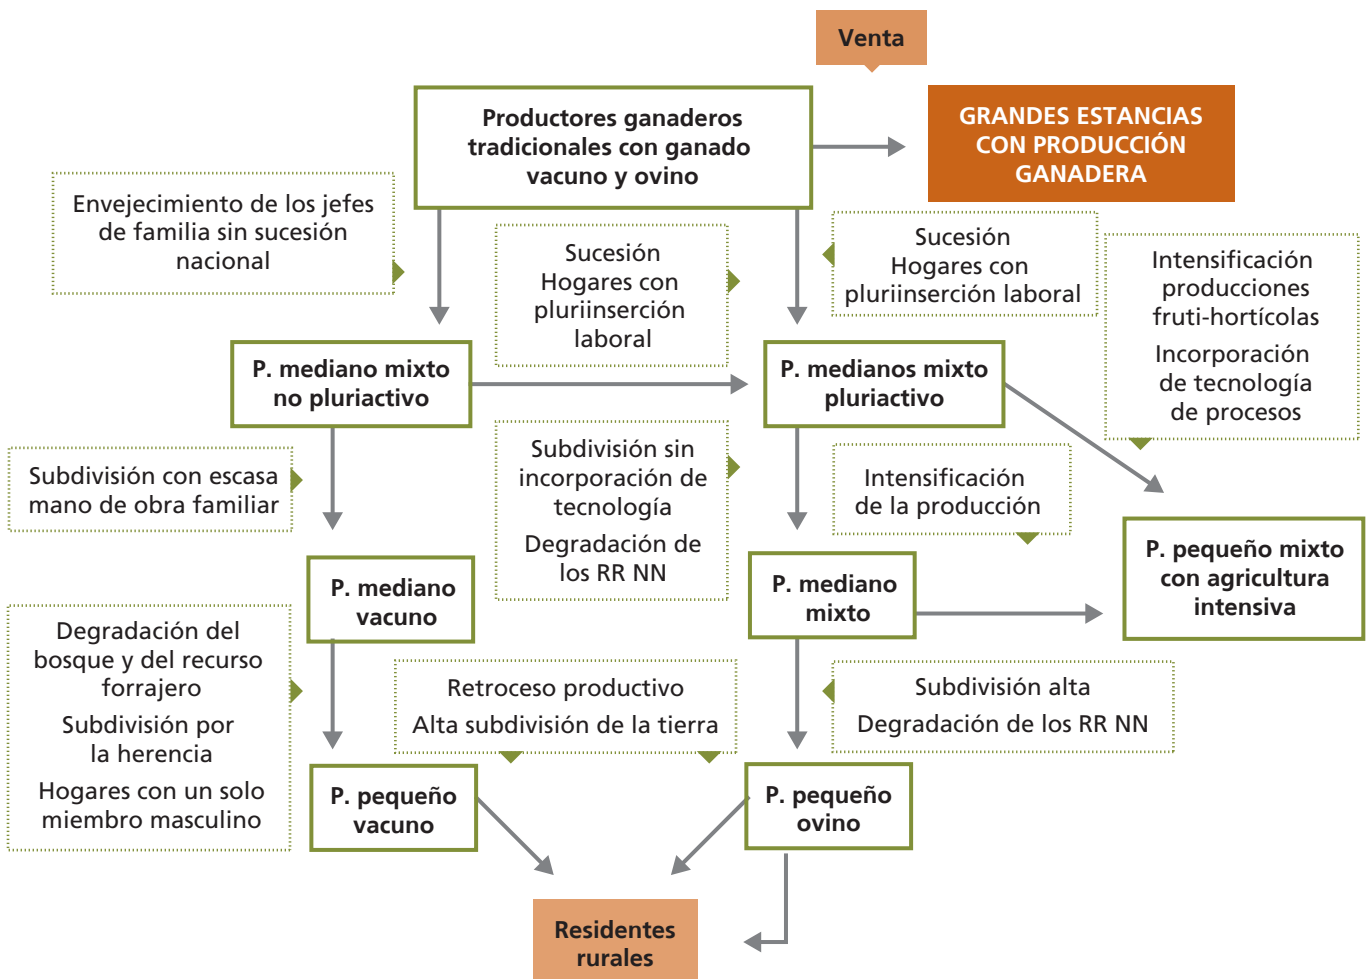 Venta
Productores ganaderos
tradicionales con ganado
vacuno y ovino
GRANDES ESTANCIAS
CON PRODUCCIÓN
GANADERA
Envejecimiento de los jefes
de familia sin sucesión
nacional
Sucesión
Hogares con
pluriinserción
laboral
Sucesión
Hogares con
pluriinserción laboral
Intensificación
producciones
fruti-hortícolas
Incorporación
de tecnología
de procesos
P. mediano mixto
no pluriactivo
P. medianos mixto
pluriactivo
Subdivisión con escasa
mano de obra familiar
Subdivisión sin
incorporación de
tecnología
Degradación de
los RR NN
Intensificación
de la producción
P. pequeño mixto
con agricultura
intensiva
P. mediano
vacuno
P. mediano
mixto
Degradación del
bosque y del recurso
forrajero
Subdivisión por
la herencia
Hogares con un solo
miembro masculino
Retroceso productivo
Alta subdivisión de la tierra
Subdivisión alta
Degradación de los RR NN
P. pequeño
vacuno
P. pequeño
ovino
Residentes
rurales